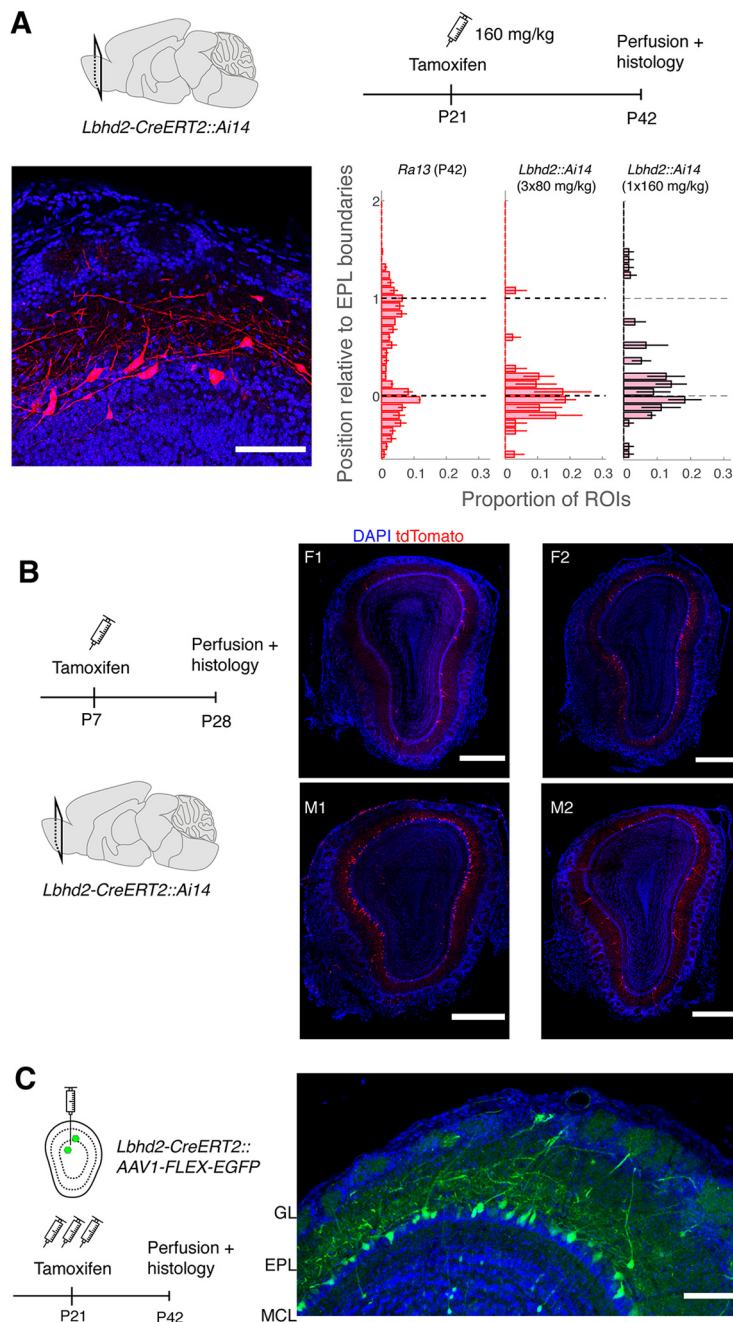 A
160 mg/kg
Tamoxifen
Perfusion +
histology
P21
P42
Lbhd2-CreERT2::Ai14
Ra13 (P42)
Lbhd2::Ai14
(3x80 mg/kg)
Lbhd2::Ai14
(1x160 mg/kg)
Position relative to EPL boundaries
2
1
0
0 0.1 0.2 0.3
0 0.1 0.2 0.3
0 0.1 0.2 0.3
Proportion of ROIs
B
DAPI tdTomato
F1
F2
Tamoxifen
Perfusion +
histology
P7
P28
M1
M2
Lbhd2-CreERT2::Ai14
C
Lbhd2-CreERT2::
AAV1-FLEX-EGFP
Tamoxifen
Perfusion +
histology
P21
P42
GL
EPL
MCL